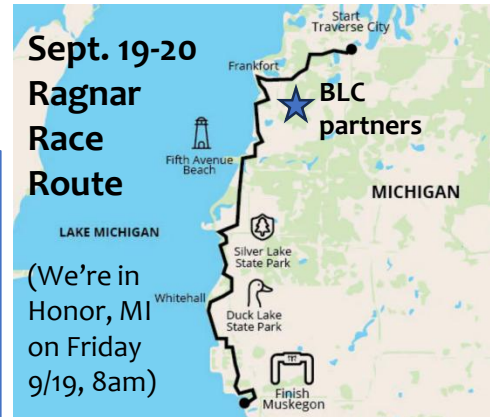 Sept. 19-20
Ragnar
Race
Route
(We're in
Honor, MI
on Friday
9/19, 8am)
Start
Traverse City
Frankfort
BLC
partners
Fifth Avenue
Beach
MICHIGAN
LAKE MICHIGAN
Silver Lake
State Park
Whitehall
Duck Lake
State Park
Finish
Muskegon